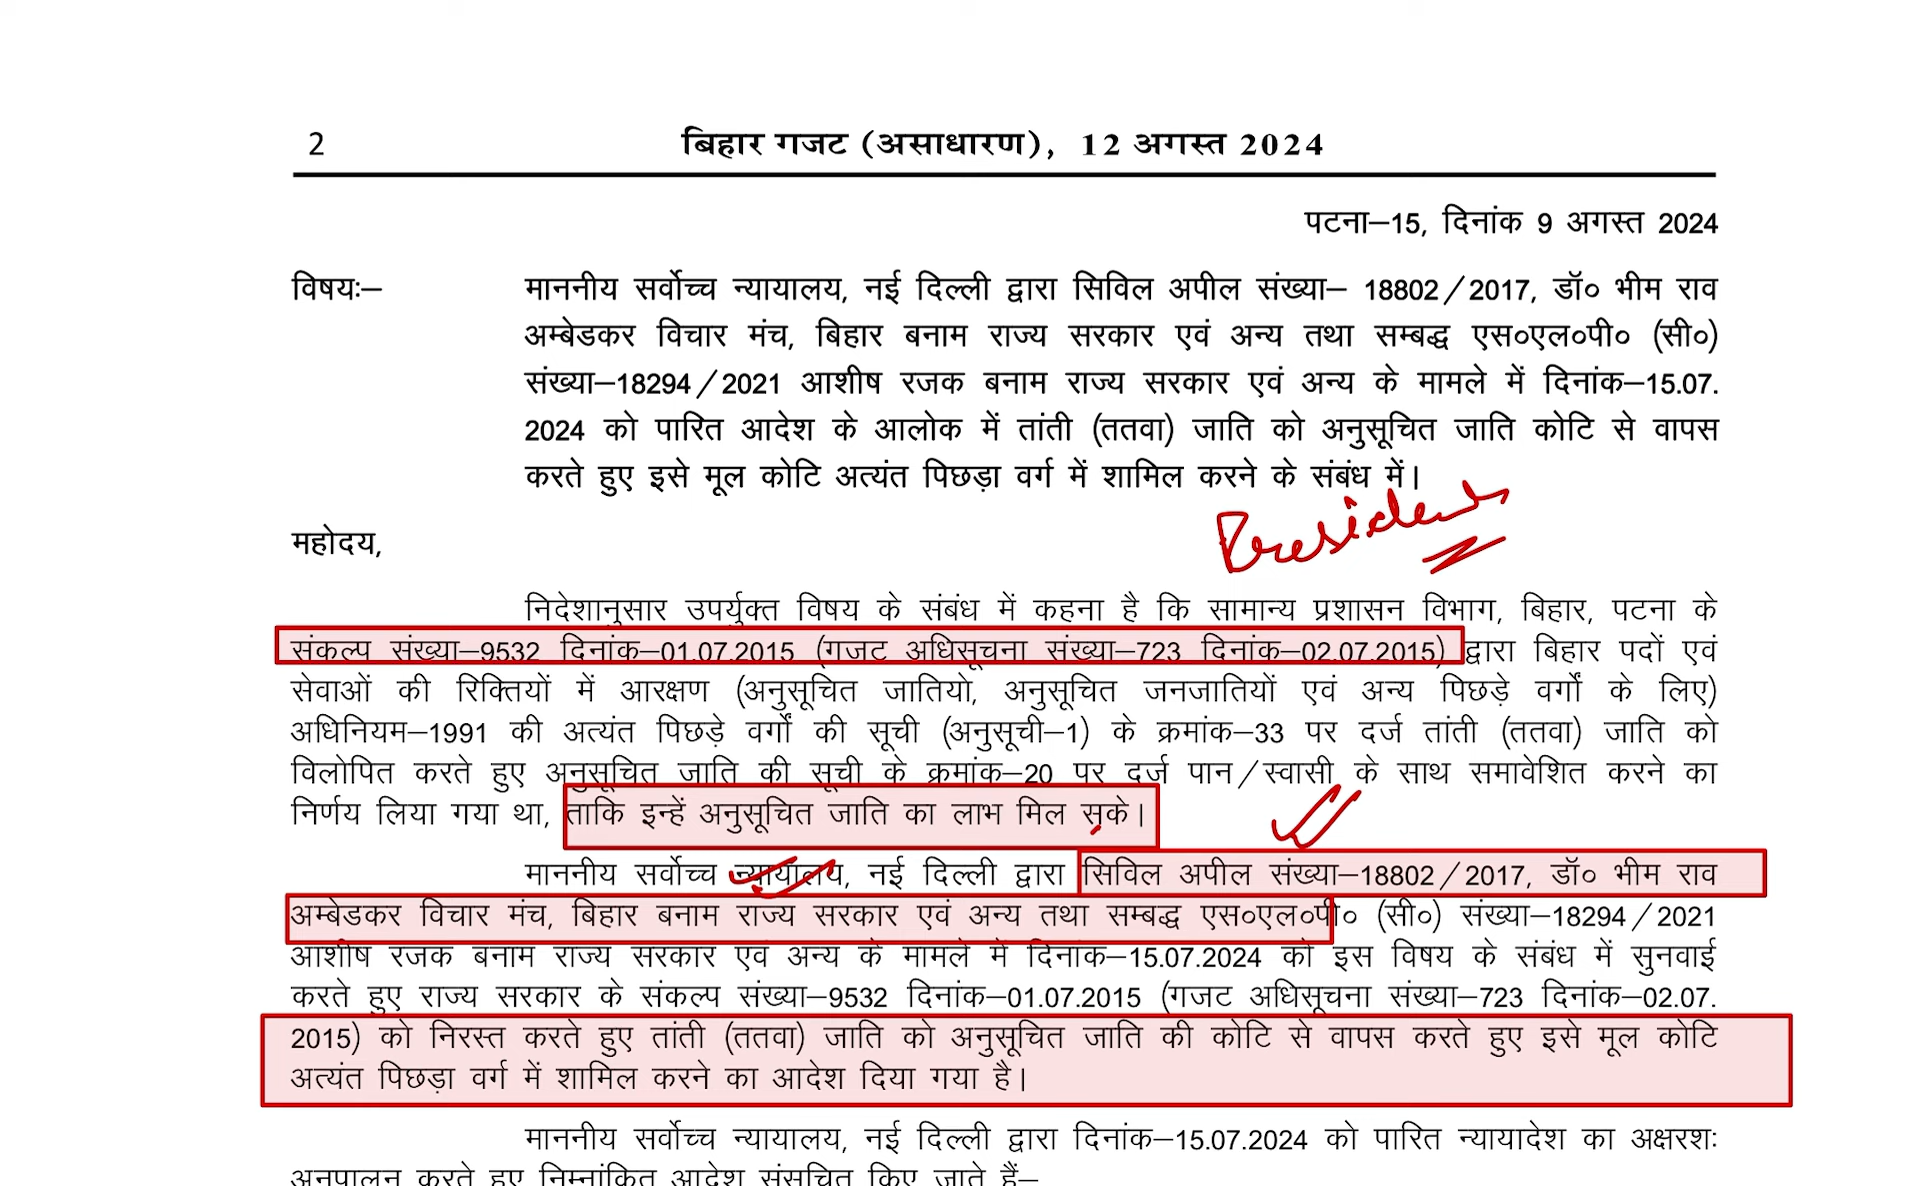 2 बिहार गजट (असाधारण), 12 अगस्त 2024
पटना–15, दिनांक 9 अगस्त 2024
विषयः– माननीय सर्वोच्च न्यायालय, नई दिल्ली द्वारा सिविल अपील संख्या– 18802/2017, डॉ० भीम राव
अम्बेडकर विचार मंच, बिहार बनाम राज्य सरकार एवं अन्य तथा सम्बद्ध एस०एल०पी० (सी०)
संख्या–18294/2021 आशीष रजक बनाम राज्य सरकार एवं अन्य के मामले में दिनांक–15.07.
2024 को पारित आदेश के आलोक में तांती (ततवा) जाति को अनुसूचित जाति कोटि से वापस
करते हुए इसे मूल कोटि अत्यंत पिछड़ा वर्ग में शामिल करने के संबंध में।
President
महोदय,
निदेशानुसार उपर्युक्त विषय के संबंध में कहना है कि सामान्य प्रशासन विभाग, बिहार, पटना के
संकल्प संख्या–9532 दिनांक–01.07.2015 (गजट अधिसूचना संख्या–723 दिनांक–02.07.2015) द्वारा बिहार पदों एवं
सेवाओं की रिक्तियों में आरक्षण (अनुसूचित जातियो, अनुसूचित जनजातियों एवं अन्य पिछड़े वर्गों के लिए)
अधिनियम–1991 की अत्यंत पिछड़े वर्गों की सूची (अनुसूची–1) के क्रमांक–33 पर दर्ज तांती (ततवा) जाति को
विलोपित करते हुए अनुसूचित जाति की सूची के क्रमांक–20 पर दर्ज पान/स्वासी के साथ समावेशित करने का
निर्णय लिया गया था, ताकि इन्हें अनुसूचित जाति का लाभ मिल सके।
माननीय सर्वोच्च न्यायालय, नई दिल्ली द्वारा सिविल अपील संख्या–18802/2017, डॉ० भीम राव
अम्बेडकर विचार मंच, बिहार बनाम राज्य सरकार एवं अन्य तथा सम्बद्ध एस०एल०पी० (सी०) संख्या–18294/2021
आशीष रजक बनाम राज्य सरकार एवं अन्य के मामले में दिनांक–15.07.2024 को इस विषय के संबंध में सुनवाई
करते हुए राज्य सरकार के संकल्प संख्या–9532 दिनांक–01.07.2015 (गजट अधिसूचना संख्या–723 दिनांक–02.07.
2015) को निरस्त करते हुए तांती (ततवा) जाति को अनुसूचित जाति की कोटि से वापस करते हुए इसे मूल कोटि
अत्यंत पिछड़ा वर्ग में शामिल करने का आदेश दिया गया है।
माननीय सर्वोच्च न्यायालय, नई दिल्ली द्वारा दिनांक–15.07.2024 को पारित न्यायादेश का अक्षरशः
अनुपालन करते हुए निम्नांकित आदेश संसूचित किए जाते हैं–